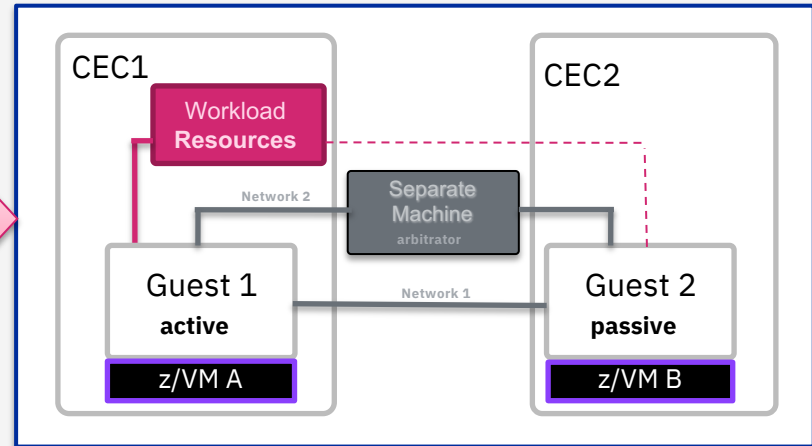 CEC1
CEC2
Workload
Resources
Network 2
Separate
Machine
arbitrator
Guest 1
active
Network 1
Guest 2
passive
z/VM A
z/VM B